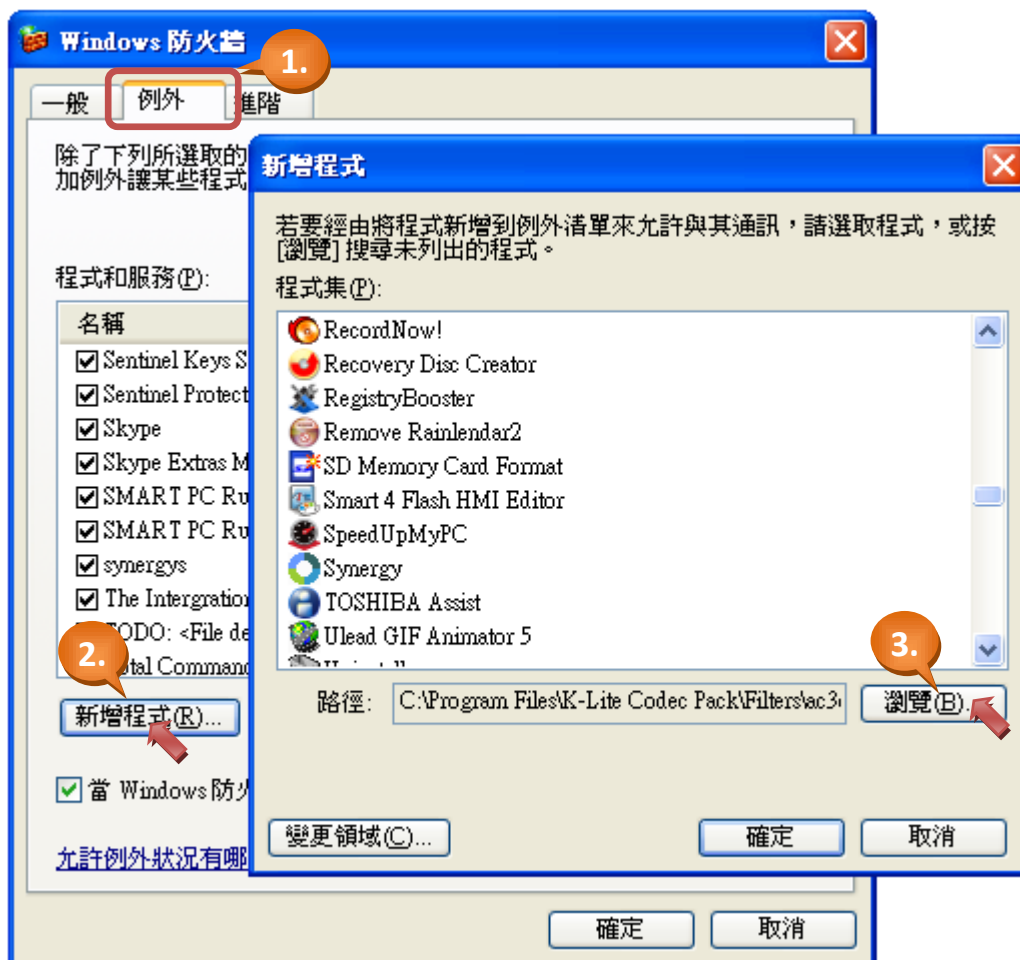 Windows 防火牆
1.
一般
例外
進階
除了下列所選取的
加例外讓某些程式
程式和服務(P):
名稱
Sentinel Keys S
Sentinel Protect
Skype
Skype Extras M
SMART PC Ru
SMART PC Ru
synergys
The Intergration
TODO: <File de
2.
tal Command
新增程式(R)...
當 Windows 防火
允許例外狀況有哪
確定
取消
新增程式
若要經由將程式新增到例外清單來允許與其通訊，請選取程式，或按
[瀏覽] 搜尋未列出的程式。
程式集(P):
RecordNow!
Recovery Disc Creator
RegistryBooster
Remove Rainlendar2
SD Memory Card Format
Smart 4 Flash HMI Editor
SpeedUpMyPC
Synergy
TOSHIBA Assist
Ulead GIF Animator 5
3.
路徑:
C:\Program Files\K-Lite Codec Pack\Filters\ac3
瀏覽(B)...
變更領域(C)...
確定
取消